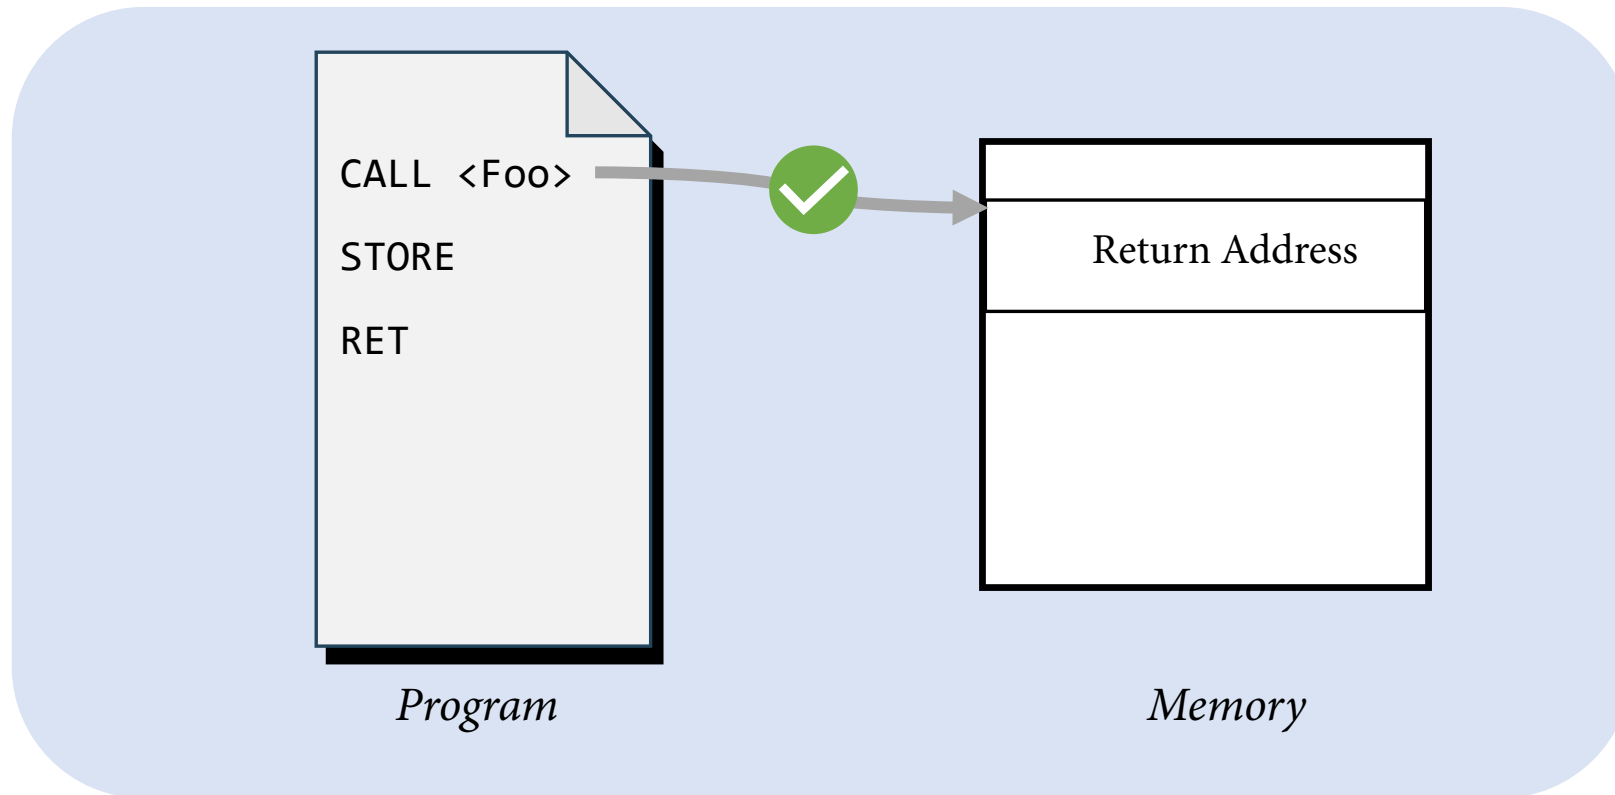 CALL <Foo>
STORE
RET
Return Address
Program
Memory